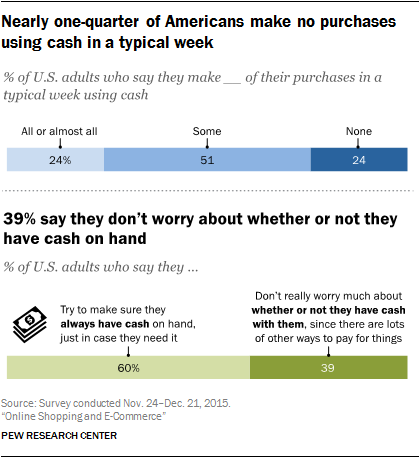 Nearly one-quarter of Americans make no purchases
using cash in a typical week
% of U.S. adults who say they make __ of their purchases in a
typical week using cash
All or almost all Some None
24% 51 24
39% say they don't worry about whether or not they
have cash on hand
% of U.S. adults who say they ...
Try to make sure they
always have cash on hand,
just in case they need it
Don't really worry much about
whether or not they have cash
with them, since there are lots
of other ways to pay for things
60% 39
Source: Survey conducted Nov. 24–Dec. 21, 2015.
“Online Shopping and E-Commerce”
PEW RESEARCH CENTER